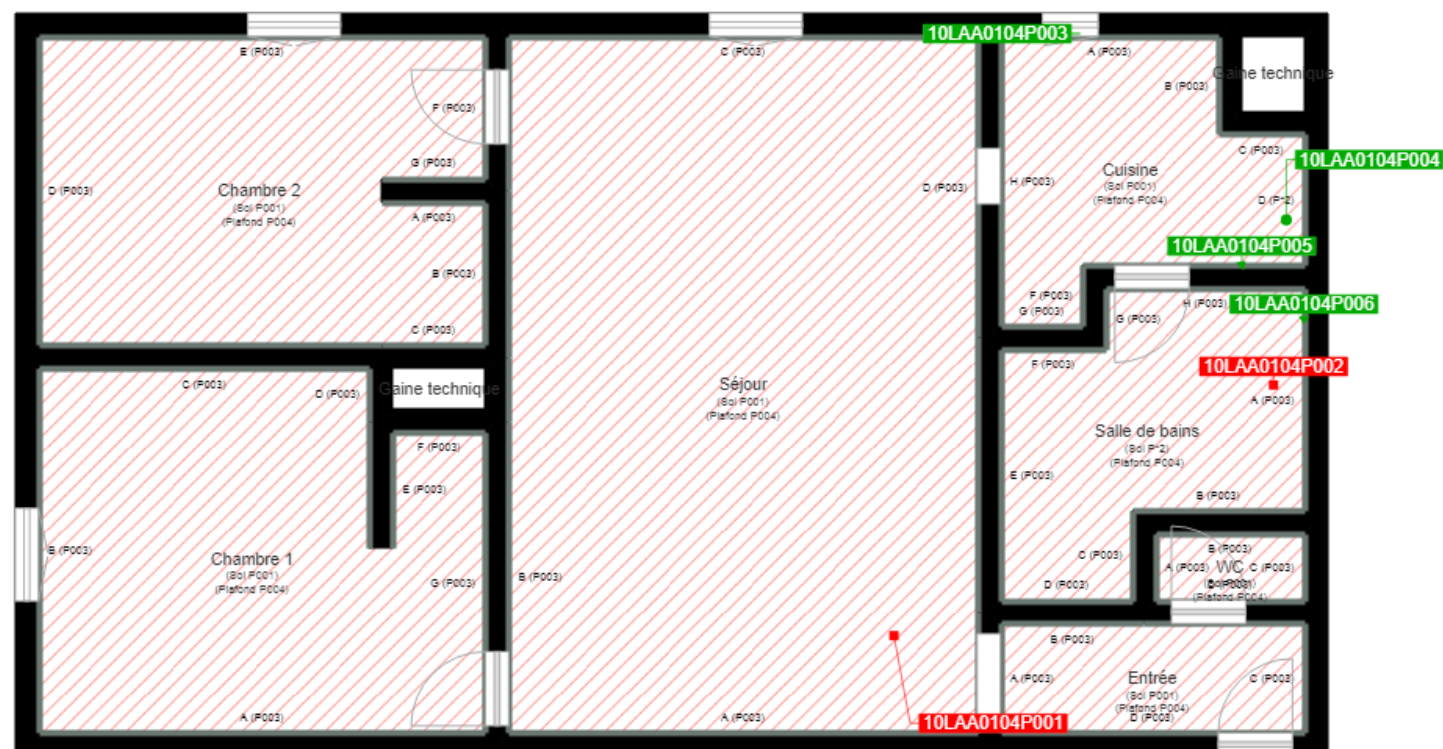 E (P003)
C (P003)
10LAA0104P003
A (P003)
Gaine technique
B (P003)
F (P003)
C (P003)
10LAA0104P004
G (P003)
Chambre 2
(Sol P001)
(Plafond P004)
D (P003)
D (P003)
Cuisine
(Sol P001)
(Plafond P004)
H (P003)
D (P*2)
A (P003)
10LAA0104P005
B (P003)
F (P003)
G (P003)
C (P003)
H (P003)
10LAA0104P006
G (P003)
F (P003)
10LAA0104P002
C (P003)
D (P003)
Gaine technique
Séjour
(Sol P001)
(Plafond P004)
A (P003)
Salle de bains
(Sol P*2)
(Plafond P004)
F (P003)
E (P003)
E (P003)
B (P003)
B (P003)
Chambre 1
(Sol P001)
(Plafond P004)
G (P003)
B (P003)
C (P003)
D (P003)
B (P003)
A (P003)
WC
C (P003)
(Plafond P004)
B (P003)
Entrée
(Sol P001)
(Plafond P004)
A (P003)
C (P003)
D (P003)
A (P003)
A (P003)
10LAA0104P001